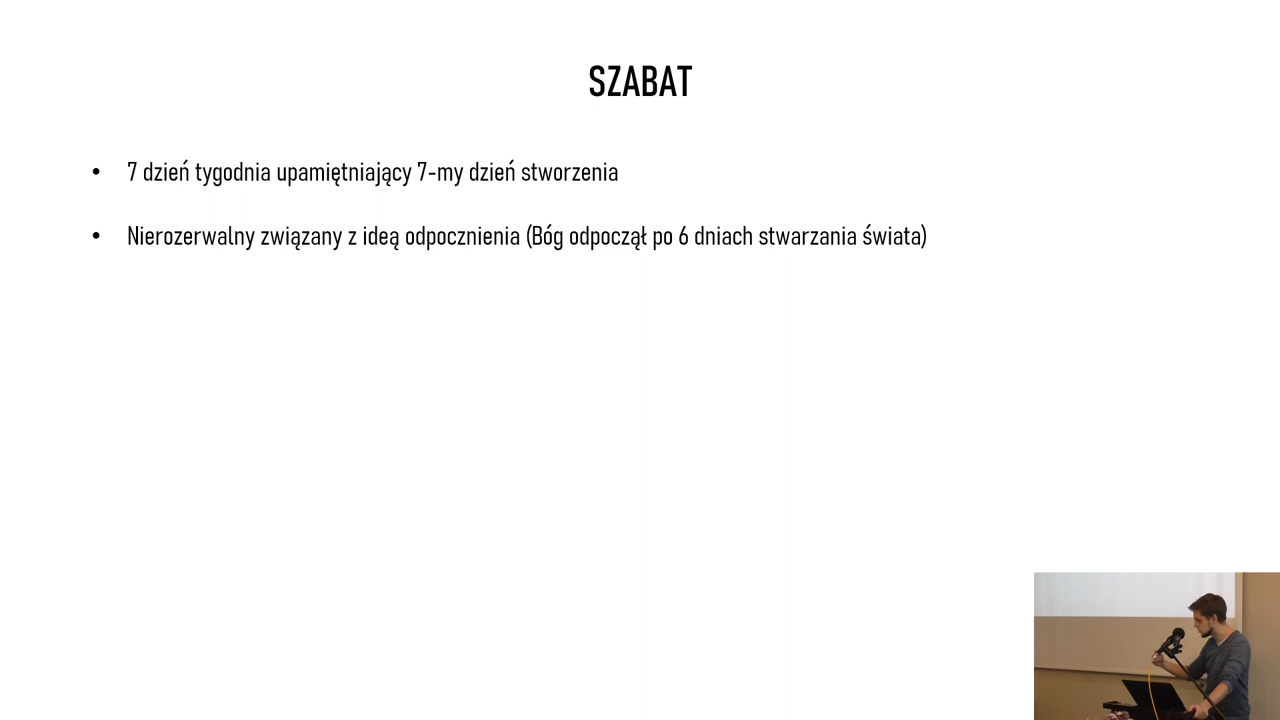 SZABAT
• 7 dzień tygodnia upamiętniający 7-my dzień stworzenia
• Nierozerwalny związany z ideą odpocznienia (Bóg odpoczął po 6 dniach stwarzania świata)